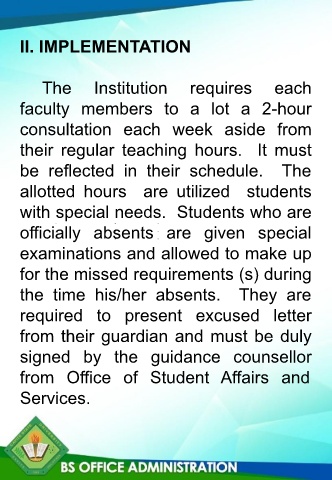 II. IMPLEMENTATION
The Institution requires each
faculty members to a lot a 2-hour
consultation each week aside from
their regular teaching hours. It must
be reflected in their schedule. The
allotted hours are utilized students
with special needs. Students who are
officially absents are given special
examinations and allowed to make up
for the missed requirements (s) during
the time his/her absents. They are
required to present excused letter
from their guardian and must be duly
signed by the guidance counsellor
from Office of Student Affairs and
Services.
BS OFFICE ADMINISTRATION